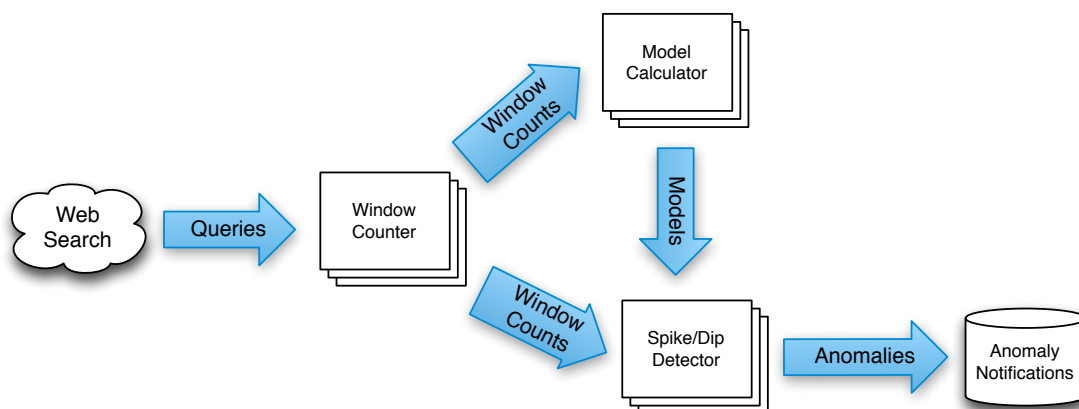 Web
Search
Queries
Window
Counter
Window
Counts
Model
Calculator
Models
Window
Counts
Spike/Dip
Detector
Anomalies
Anomaly
Notifications